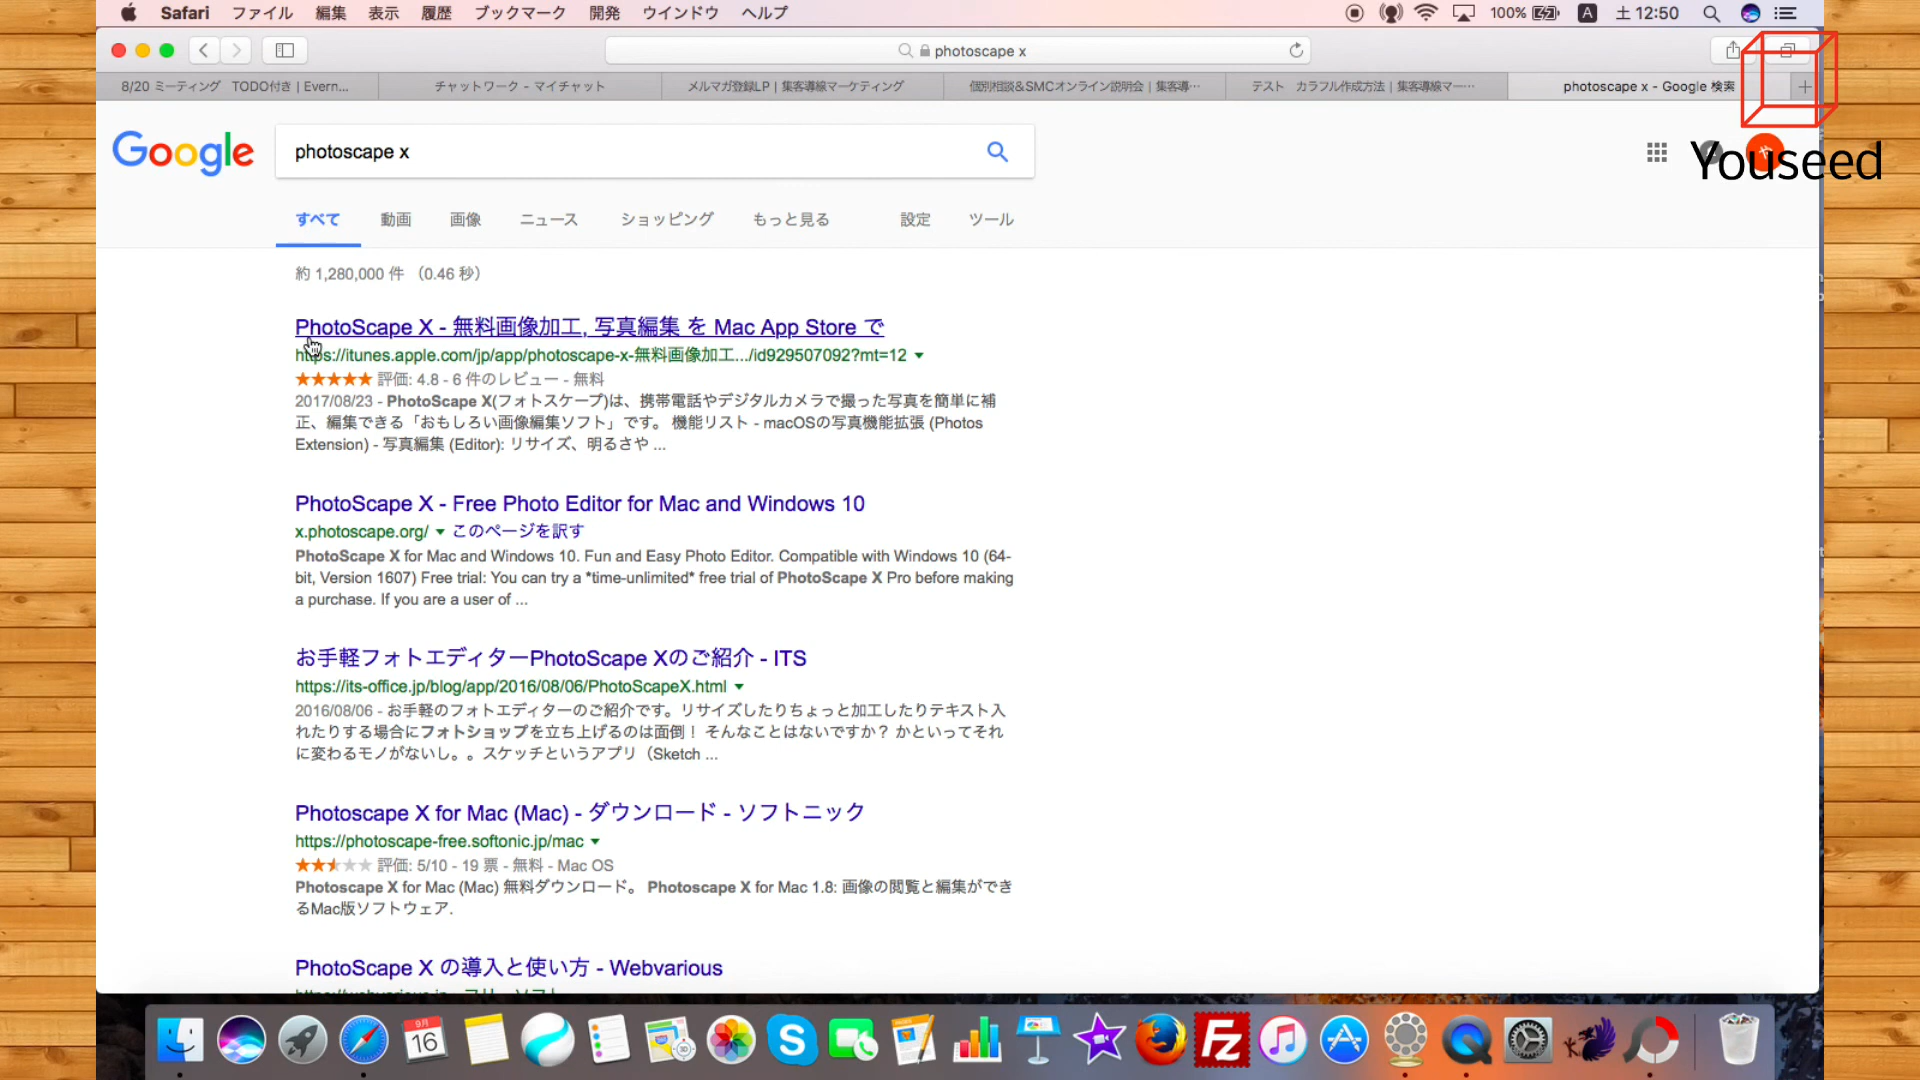 Safari ファイル 編集 表示 履歴 ブックマーク 開発 ウインドウ ヘルプ 100% A 土 12:50
photoscape x
8/20 ミーティング TODO付き | Evern... チャットワーク - マイチャット メルマガ登録LP | 集客導線マーケティング 個別相談&SMCオンライン説明会 | 集客導… テスト カラフル作成方法 | 集客導線マー… photoscape x - Google 検索
Google photoscape x
Youseed
すべて 動画 画像 ニュース ショッピング もっと見る 設定 ツール
約 1,280,000 件 （0.46 秒）
PhotoScape X - 無料画像加工, 写真編集 を Mac App Store で
https://itunes.apple.com/jp/app/photoscape-x-無料画像加工.../id929507092?mt=12
評価: 4.8 - 6 件のレビュー - 無料
2017/08/23 - PhotoScape X(フォトスケープ)は、携帯電話やデジタルカメラで撮った写真を簡単に補
正、編集できる「おもしろい画像編集ソフト」です。 機能リスト - macOSの写真機能拡張 (Photos
Extension) - 写真編集 (Editor): リサイズ、明るさや ...
PhotoScape X - Free Photo Editor for Mac and Windows 10
x.photoscape.org/ このページを訳す
PhotoScape X for Mac and Windows 10. Fun and Easy Photo Editor. Compatible with Windows 10 (64-
bit, Version 1607) Free trial: You can try a *time-unlimited* free trial of PhotoScape X Pro before making
a purchase. If you are a user of ...
お手軽フォトエディターPhotoScape Xのご紹介 - ITS
https://its-office.jp/blog/app/2016/08/06/PhotoScapeX.html
2016/08/06 - お手軽のフォトエディターのご紹介です。リサイズしたりちょっと加工したりテキスト入
れたりする場合にフォトショップを立ち上げるのは面倒！ そんなことはないですか？ かといってそれ
に変わるモノがないし。。スケッチというアプリ（Sketch ...
Photoscape X for Mac (Mac) - ダウンロード - ソフトニック
https://photoscape-free.softonic.jp/mac
評価: 5/10 - 19 票 - 無料 - Mac OS
Photoscape X for Mac (Mac) 無料ダウンロード。 Photoscape X for Mac 1.8: 画像の閲覧と編集ができ
るMac版ソフトウェア.
PhotoScape X の導入と使い方 - Webvarious
9月
16